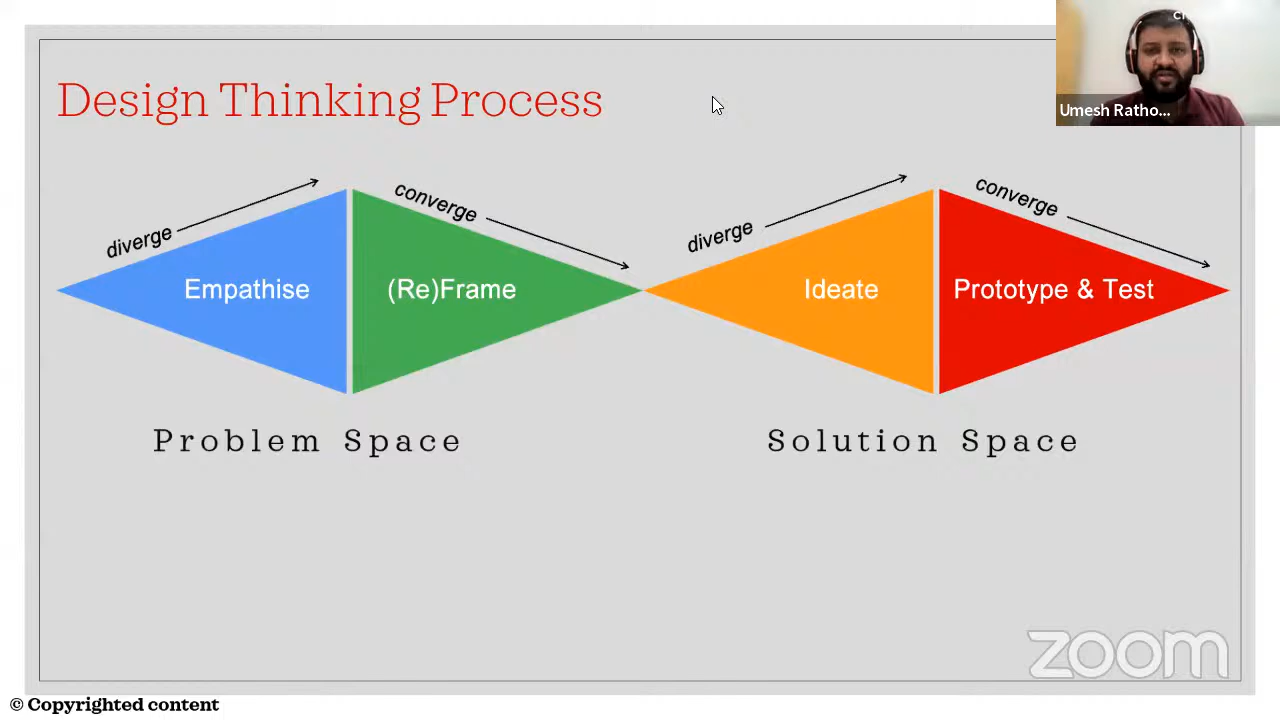 Design Thinking Process
Umesh Ratho...
diverge
converge
diverge
converge
Empathise
(Re)Frame
Ideate
Prototype & Test
Problem Space
Solution Space
zoom
© Copyrighted content